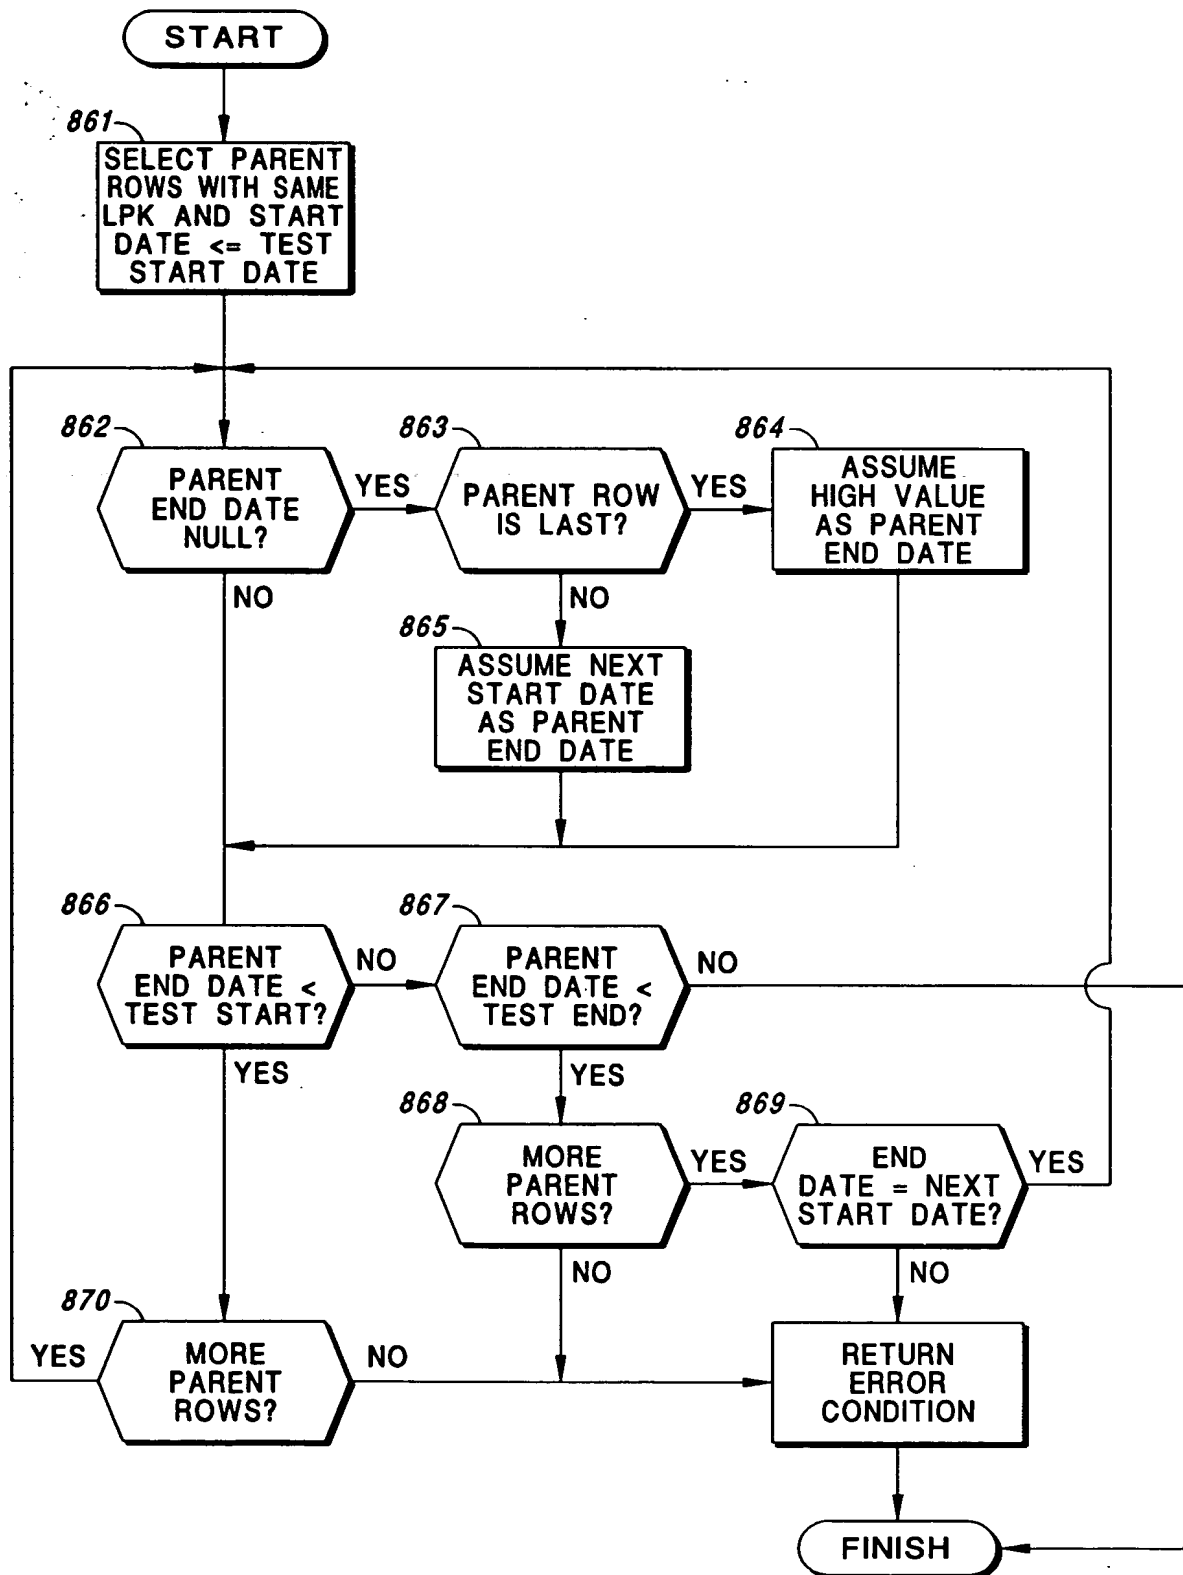 START
861
SELECT PARENT
ROWS WITH SAME
LPK AND START
DATE <= TEST
START DATE
862
PARENT
END DATE
NULL?
YES
NO
863
PARENT ROW
IS LAST?
YES
NO
864
ASSUME
HIGH VALUE
AS PARENT
END DATE
865
ASSUME NEXT
START DATE
AS PARENT
END DATE
866
PARENT
END DATE <
TEST START?
NO
YES
867
PARENT
END DATE <
TEST END?
NO
YES
868
MORE
PARENT
ROWS?
YES
NO
869
END
DATE = NEXT
START DATE?
YES
NO
870
MORE
PARENT
ROWS?
YES
NO
RETURN
ERROR
CONDITION
FINISH